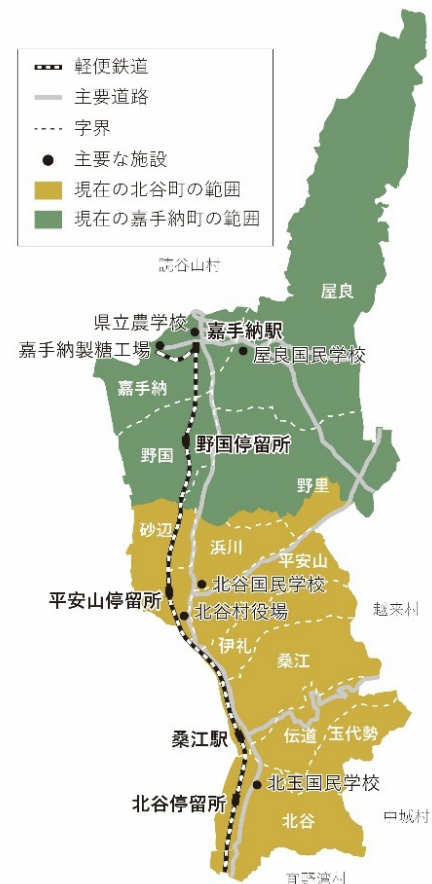 軽便鉄道
主要道路
字界
主要な施設
現在の北谷町の範囲
現在の嘉手納町の範囲
読谷山村
屋良
県立農学校
嘉手納駅
嘉手納製糖工場
屋良国民学校
嘉手納
野国停留所
野国
野里
砂辺
浜川
平安山
北谷国民学校
平安山停留所
北谷村役場
越来村
伊礼
桑江
桑江駅
伝道
玉代勢
北玉国民学校
北谷停留所
中城村
北谷
宜野湾村